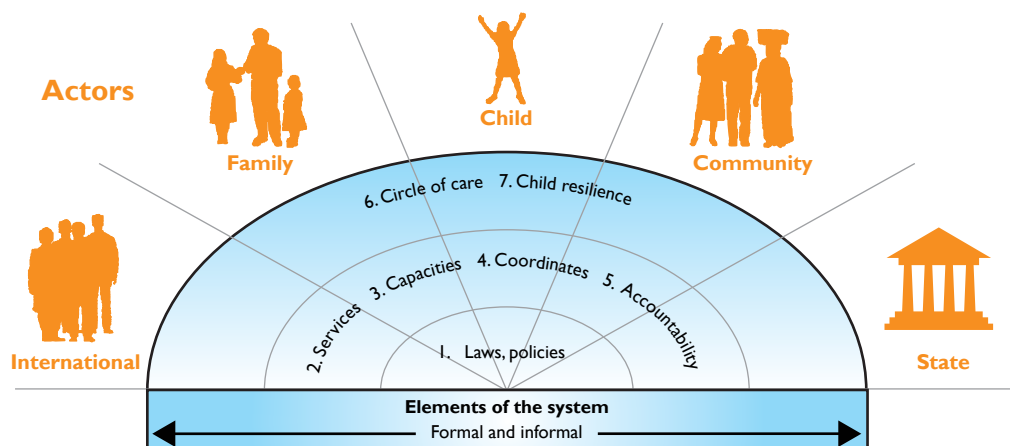 Actors
Child
Family
Community
6. Circle of care
7. Child resilience
2. Services
3. Capacities
4. Coordinates
5. Accountability
1. Laws, policies
International
State
Elements of the system
Formal and informal